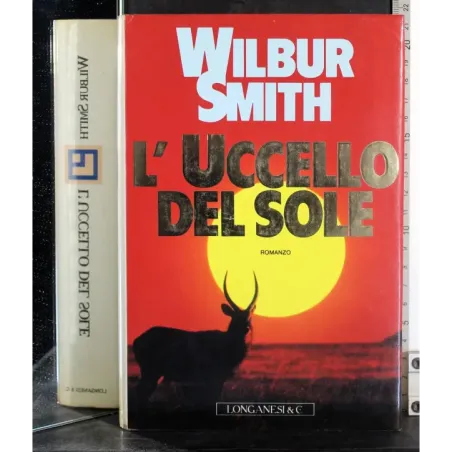 WILBUR
SMITH
L'UCCELLO
DEL SOLE
ROMANZO
LONGANESI & C
WILBUR SMITH
L'UCCELLO DEL SOLE